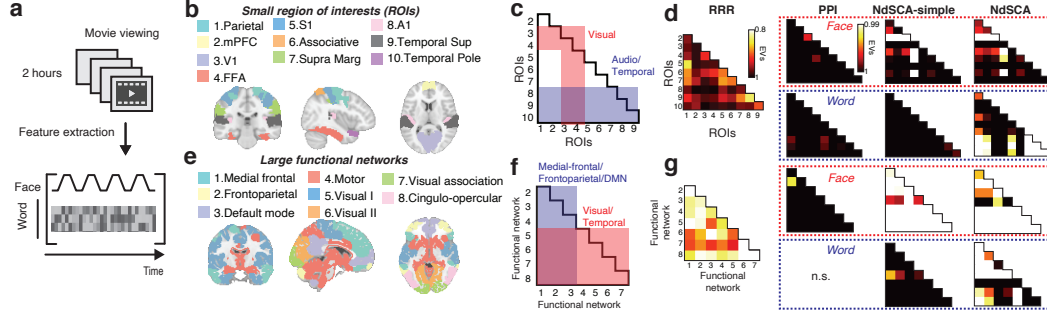 a
Movie viewing
2 hours
Feature extraction
Face
Word
Time
b
Small region of interests (ROIs)
1.Parietal
2.mPFC
3.V1
4.FFA
5.S1
6.Associative
7.Supra Marg
8.A1
9.Temporal Sup
10.Temporal Pole
e
Large functional networks
1.Medial frontal
2.Frontoparietal
3.Default mode
4.Motor
5.Visual I
6.Visual II
7.Visual association
8.Cingulo-opercular
c
ROIs
2
3
4
5
6
7
8
9
10
Visual
Audio/
Temporal
1 2 3 4 5 6 7 8 9
ROIs
f
Medial-frontal/
Frontoparietal/DMN
Functional network
2
3
4
5
6
7
8
Visual/
Temporal
1 2 3 4 5 6 7
Functional network
d
RRR
ROIs
2
3
4
5
6
7
8
9
10
0.8
EVs
1
1 2 3 4 5 6 7 8 9
ROIs
g
Functional
network
2
3
4
5
6
7
8
1 2 3 4 5 6 7
Functional
network
PPI
NdSCA-simple
NdSCA
Face
0.99
EVs
1
Word
Face
Word
n.s.